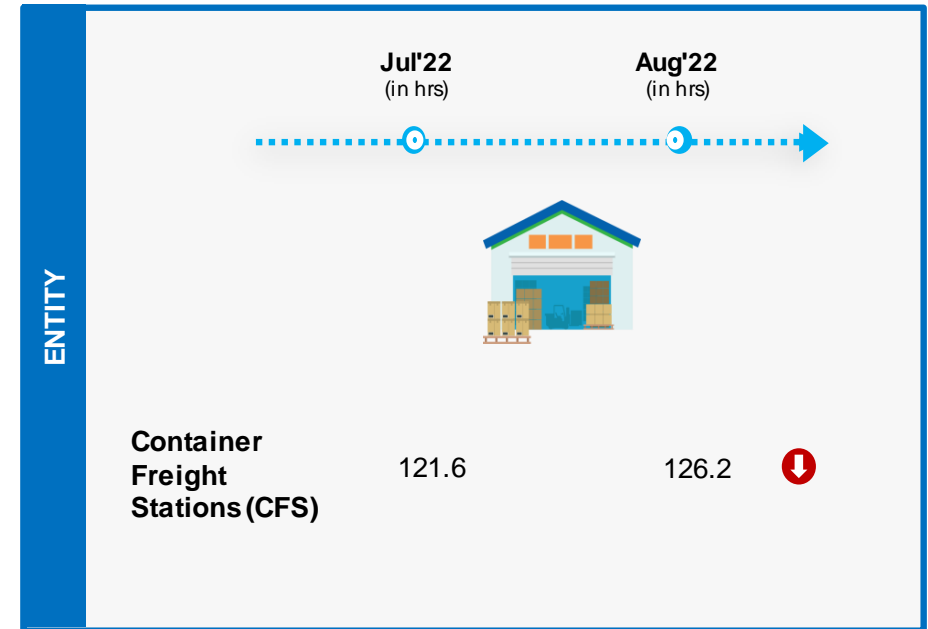 ENTITY
Jul'22
(in hrs)
Aug'22
(in hrs)
Container
Freight
Stations (CFS)
121.6
126.2